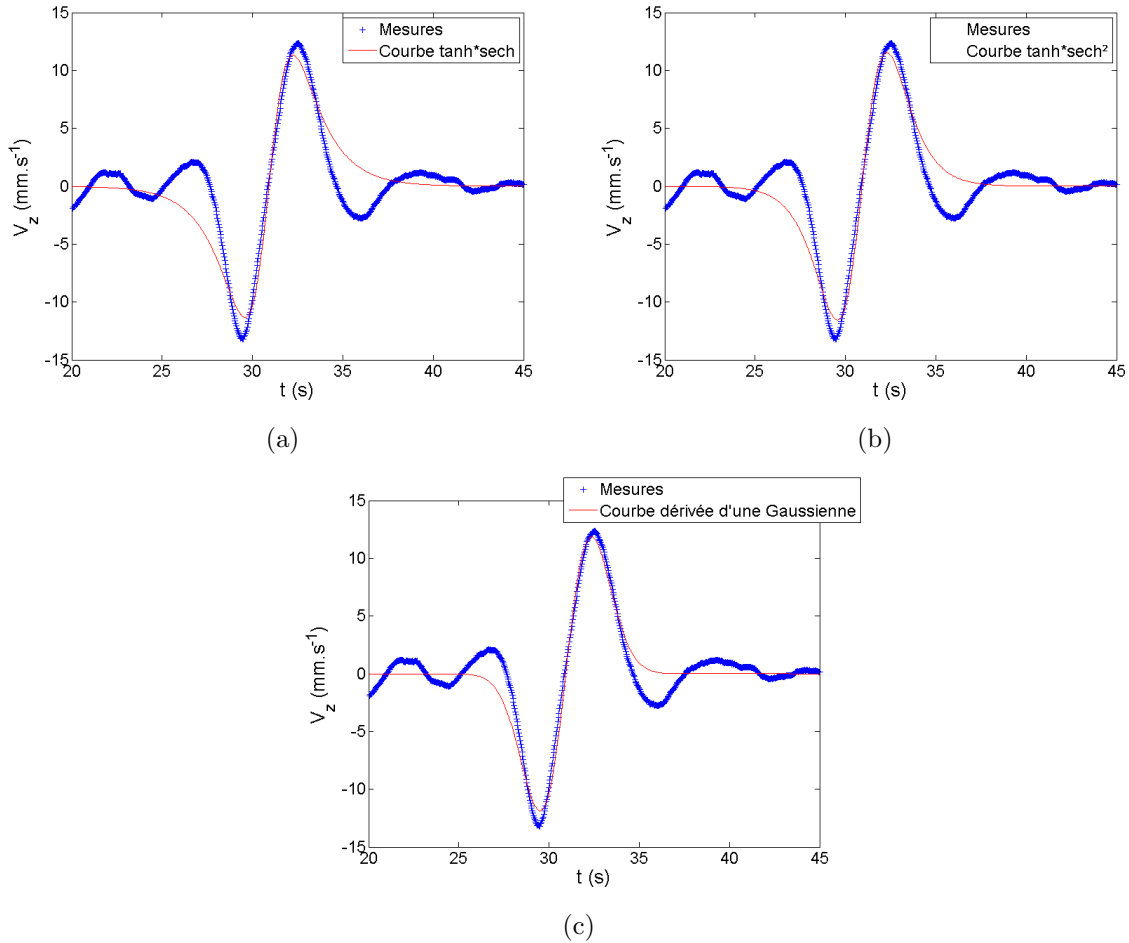 15
10
5
0
-5
-10
-15
20 25 30 35 40 45
V_z (mm.s⁻¹)
t (s)
Mesures
Courbe tanh*sech
(a)
15
10
5
0
-5
-10
-15
20 25 30 35 40 45
V_z (mm.s⁻¹)
t (s)
Mesures
Courbe tanh*sech²
(b)
15
10
5
0
-5
-10
-15
20 25 30 35 40 45
V_z (mm.s⁻¹)
t (s)
Mesures
Courbe dérivée d'une Gaussienne
(c)